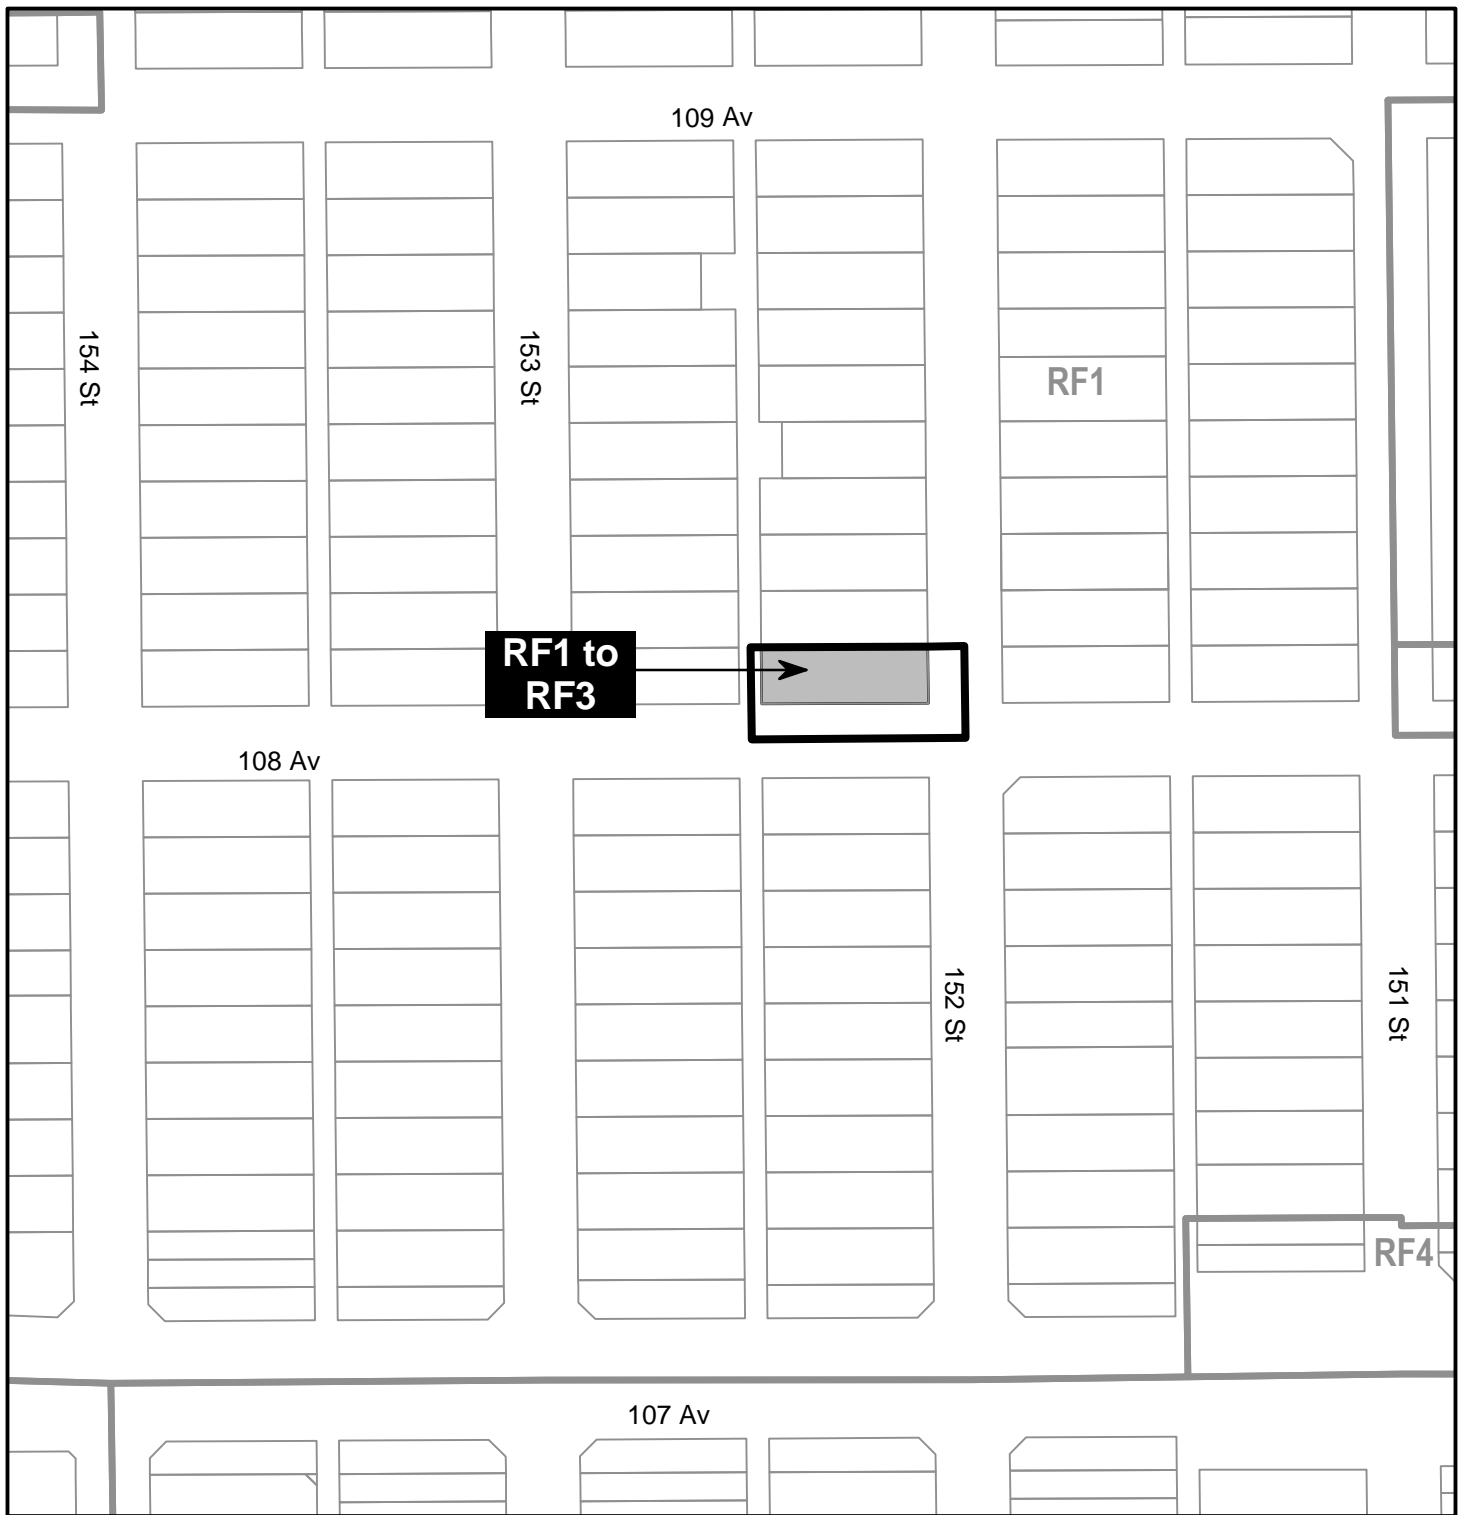 109 Av
154 St
153 St
RF1
RF1 to
RF3
108 Av
152 St
151 St
RF4
107 Av